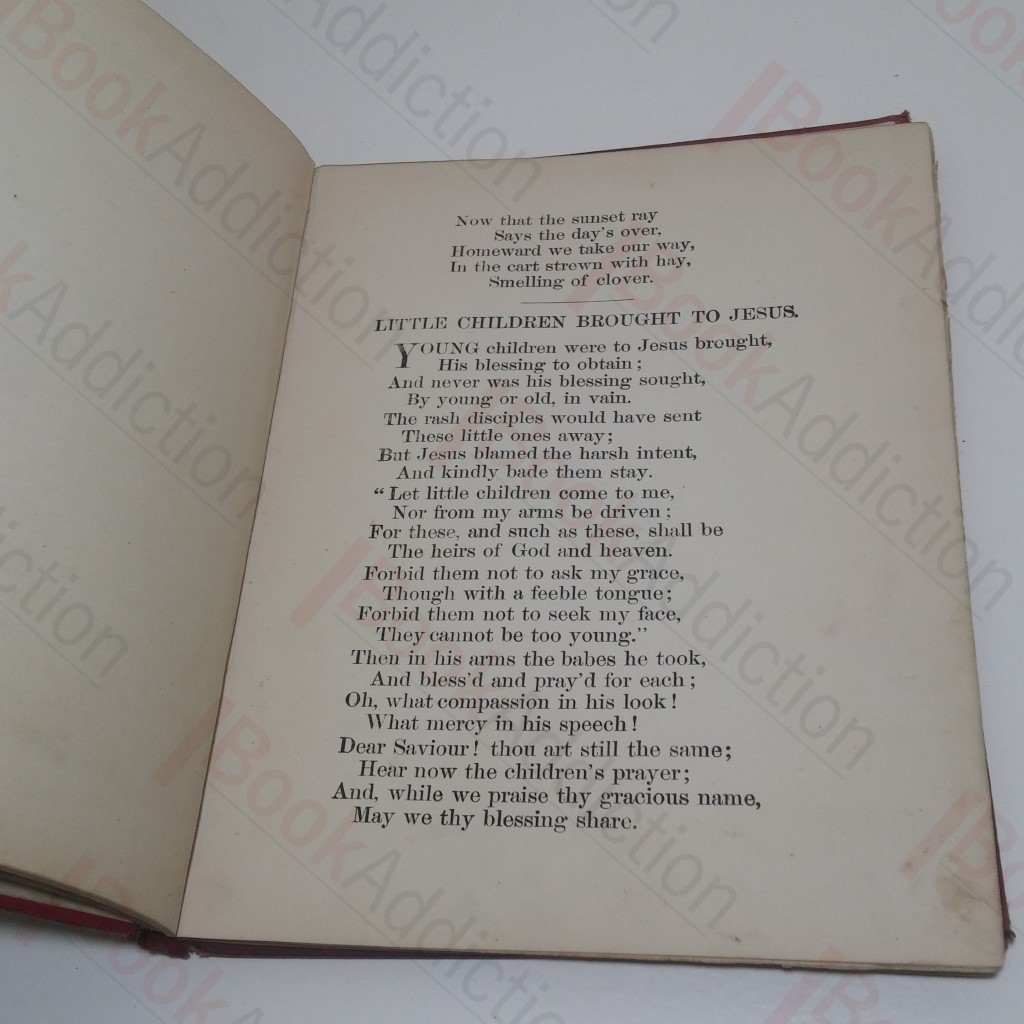 Now that the sunset ray
Says the day's over,
Homeward we take our way,
In the cart strewn with hay,
Smelling of clover.
LITTLE CHILDREN BROUGHT TO JESUS.
YOUNG children were to Jesus brought,
His blessing to obtain;
And never was his blessing sought,
By young or old, in vain.
The rash disciples would have sent
These little ones away;
But Jesus blamed the harsh intent,
And kindly bade them stay.
"Let little children come to me,
Nor from my arms be driven;
For these, and such as these, shall be
The heirs of God and heaven.
Forbid them not to ask my grace,
Though with a feeble tongue;
Forbid them not to seek my face,
They cannot be too young."
Then in his arms the babes he took,
And bless'd and pray'd for each;
Oh, what compassion in his look!
What mercy in his speech!
Dear Saviour! thou art still the same;
Hear now the children's prayer;
And, while we praise thy gracious name,
May we thy blessing share.
BookAddiction